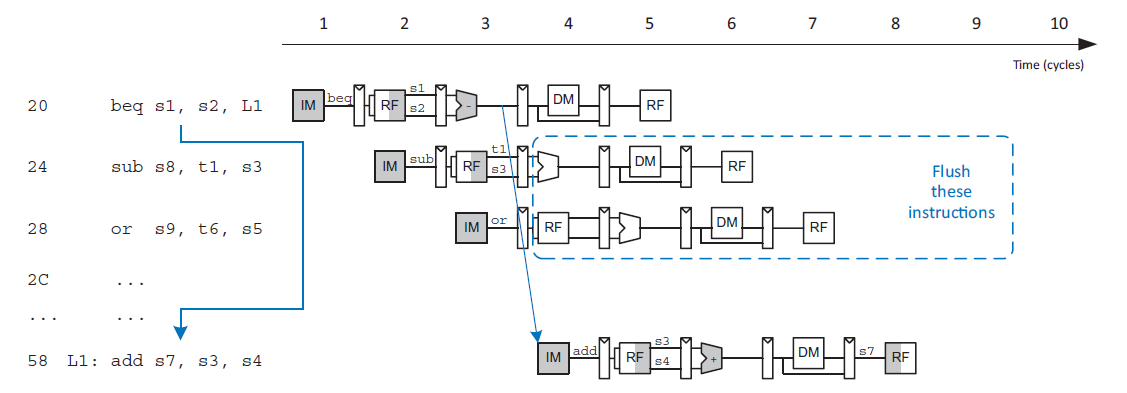 1 2 3 4 5 6 7 8 9 10
Time (cycles)
20 beq s1, s2, L1 IM beq RF s1 s2 - DM RF
24 sub s8, t1, s3 IM sub RF t1 s3 DM RF
Flush
these
instructions
28 or s9, t6, s5 IM or RF DM RF
2C ...
... ...
58 L1: add s7, s3, s4 IM add RF s3 s4 + DM s7 RF